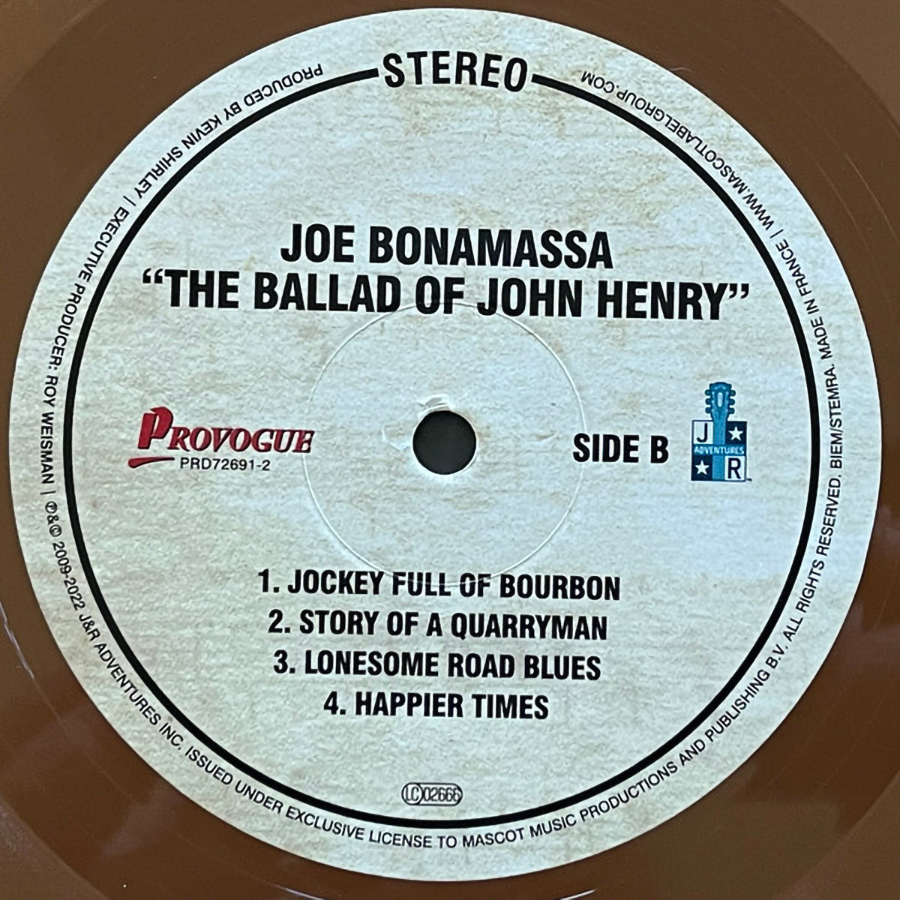 STEREO
JOE BONAMASSA
“THE BALLAD OF JOHN HENRY”
PROVOGUE
PRD72691-2
SIDE B
J
ADVENTURES
R
1. JOCKEY FULL OF BOURBON
2. STORY OF A QUARRYMAN
3. LONESOME ROAD BLUES
4. HAPPIER TIMES
LC 02666
PRODUCED BY KEVIN SHIRLEY | EXECUTIVE PRODUCER: ROY WEISMAN | ℗&© 2009-2022 J&R ADVENTURES INC. ISSUED UNDER EXCLUSIVE LICENSE TO MASCOT MUSIC PRODUCTIONS AND PUBLISHING B.V. ALL RIGHTS RESERVED. BIEM/STEMRA. MADE IN FRANCE | WWW.MASCOTLABELGROUP.COM